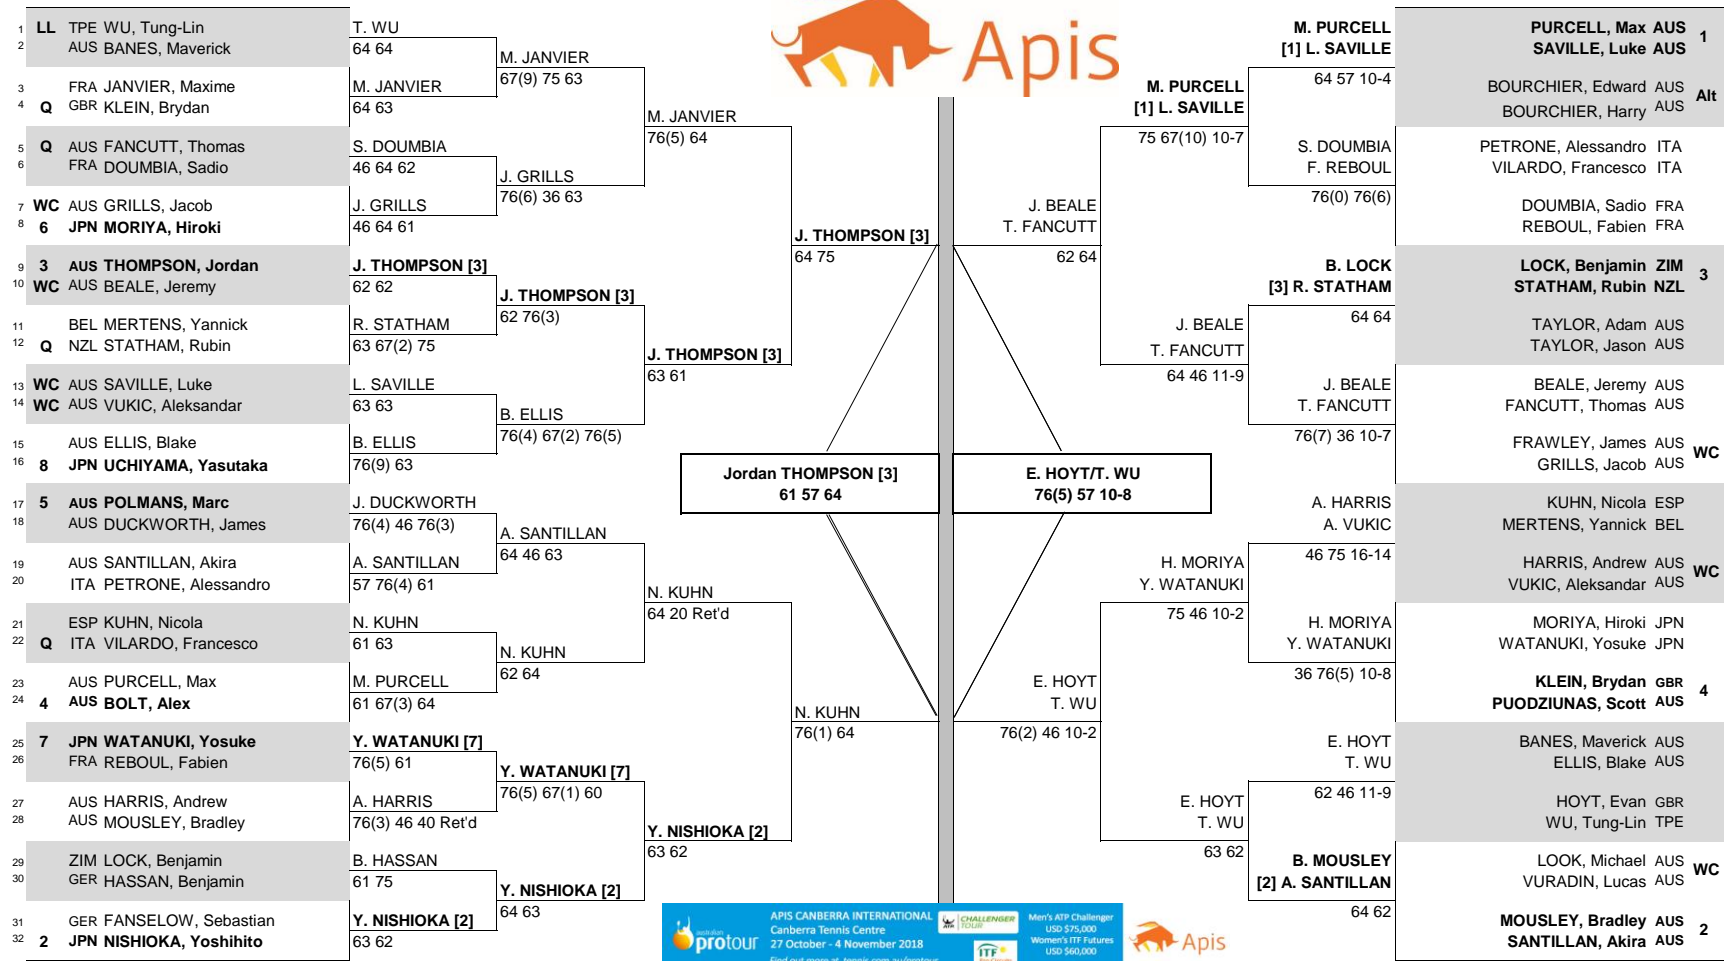 1 LL TPE WU, Tung-Lin
2 AUS BANES, Maverick
3 FRA JANVIER, Maxime
4 Q GBR KLEIN, Brydan
5 Q AUS FANCUTT, Thomas
6 FRA DOUMBIA, Sadio
7 WC AUS GRILLS, Jacob
8 6 JPN MORIYA, Hiroki
9 3 AUS THOMPSON, Jordan
10 WC AUS BEALE, Jeremy
11 BEL MERTENS, Yannick
12 Q NZL STATHAM, Rubin
13 WC AUS SAVILLE, Luke
14 WC AUS VUKIC, Aleksandar
15 AUS ELLIS, Blake
16 8 JPN UCHIYAMA, Yasutaka
17 5 AUS POLMANS, Marc
18 AUS DUCKWORTH, James
19 AUS SANTILLAN, Akira
20 ITA PETRONE, Alessandro
21 ESP KUHN, Nicola
22 Q ITA VILARDO, Francesco
23 AUS PURCELL, Max
24 4 AUS BOLT, Alex
25 7 JPN WATANUKI, Yosuke
26 FRA REBOUL, Fabien
27 AUS HARRIS, Andrew
28 AUS MOUSLEY, Bradley
29 ZIM LOCK, Benjamin
30 GER HASSAN, Benjamin
31 GER FANSELOW, Sebastian
32 2 JPN NISHIOKA, Yoshihito
T. WU
64 64
M. JANVIER
64 63
S. DOUMBIA
46 64 62
J. GRILLS
46 64 61
J. THOMPSON [3]
62 62
R. STATHAM
63 67(2) 75
L. SAVILLE
63 63
B. ELLIS
76(9) 63
J. DUCKWORTH
76(4) 46 76(3)
A. SANTILLAN
57 76(4) 61
N. KUHN
61 63
M. PURCELL
61 67(3) 64
Y. WATANUKI [7]
76(5) 61
A. HARRIS
76(3) 46 40 Ret'd
B. HASSAN
61 75
Y. NISHIOKA [2]
63 62
M. JANVIER
67(9) 75 63
J. GRILLS
76(6) 36 63
J. THOMPSON [3]
62 76(3)
B. ELLIS
76(4) 67(2) 76(5)
A. SANTILLAN
64 46 63
N. KUHN
62 64
Y. WATANUKI [7]
76(5) 67(1) 60
Y. NISHIOKA [2]
64 63
M. JANVIER
76(5) 64
J. THOMPSON [3]
63 61
N. KUHN
64 20 Ret'd
Y. NISHIOKA [2]
63 62
J. THOMPSON [3]
64 75
N. KUHN
76(1) 64
Jordan THOMPSON [3]
61 57 64
Apis
E. HOYT/T. WU
76(5) 57 10-8
J. BEALE
T. FANCUTT
62 64
E. HOYT
T. WU
76(2) 46 10-2
M. PURCELL
[1] L. SAVILLE
75 67(10) 10-7
J. BEALE
T. FANCUTT
64 46 11-9
H. MORIYA
Y. WATANUKI
75 46 10-2
E. HOYT
T. WU
63 62
M. PURCELL
[1] L. SAVILLE
64 57 10-4
S. DOUMBIA
F. REBOUL
76(0) 76(6)
B. LOCK
[3] R. STATHAM
64 64
J. BEALE
T. FANCUTT
76(7) 36 10-7
A. HARRIS
A. VUKIC
46 75 16-14
H. MORIYA
Y. WATANUKI
36 76(5) 10-8
E. HOYT
T. WU
62 46 11-9
B. MOUSLEY
[2] A. SANTILLAN
64 62
PURCELL, Max AUS 1
SAVILLE, Luke AUS
BOURCHIER, Edward AUS Alt
BOURCHIER, Harry AUS
PETRONE, Alessandro ITA
VILARDO, Francesco ITA
DOUMBIA, Sadio FRA
REBOUL, Fabien FRA
LOCK, Benjamin ZIM 3
STATHAM, Rubin NZL
TAYLOR, Adam AUS
TAYLOR, Jason AUS
BEALE, Jeremy AUS
FANCUTT, Thomas AUS
FRAWLEY, James AUS WC
GRILLS, Jacob AUS
KUHN, Nicola ESP
MERTENS, Yannick BEL
HARRIS, Andrew AUS WC
VUKIC, Aleksandar AUS
MORIYA, Hiroki JPN
WATANUKI, Yosuke JPN
KLEIN, Brydan GBR 4
PUODZIUNAS, Scott AUS
BANES, Maverick AUS
ELLIS, Blake AUS
HOYT, Evan GBR
WU, Tung-Lin TPE
LOOK, Michael AUS WC
VURADIN, Lucas AUS
MOUSLEY, Bradley AUS 2
SANTILLAN, Akira AUS
australian
protour
APIS CANBERRA INTERNATIONAL
Canberra Tennis Centre
27 October - 4 November 2018
Find out more at tennis.com.au/protour
ATP CHALLENGER
TOUR
ITF
Men's ATP Challenger
USD $75,000
Women's ITF Futures
USD $60,000
Apis